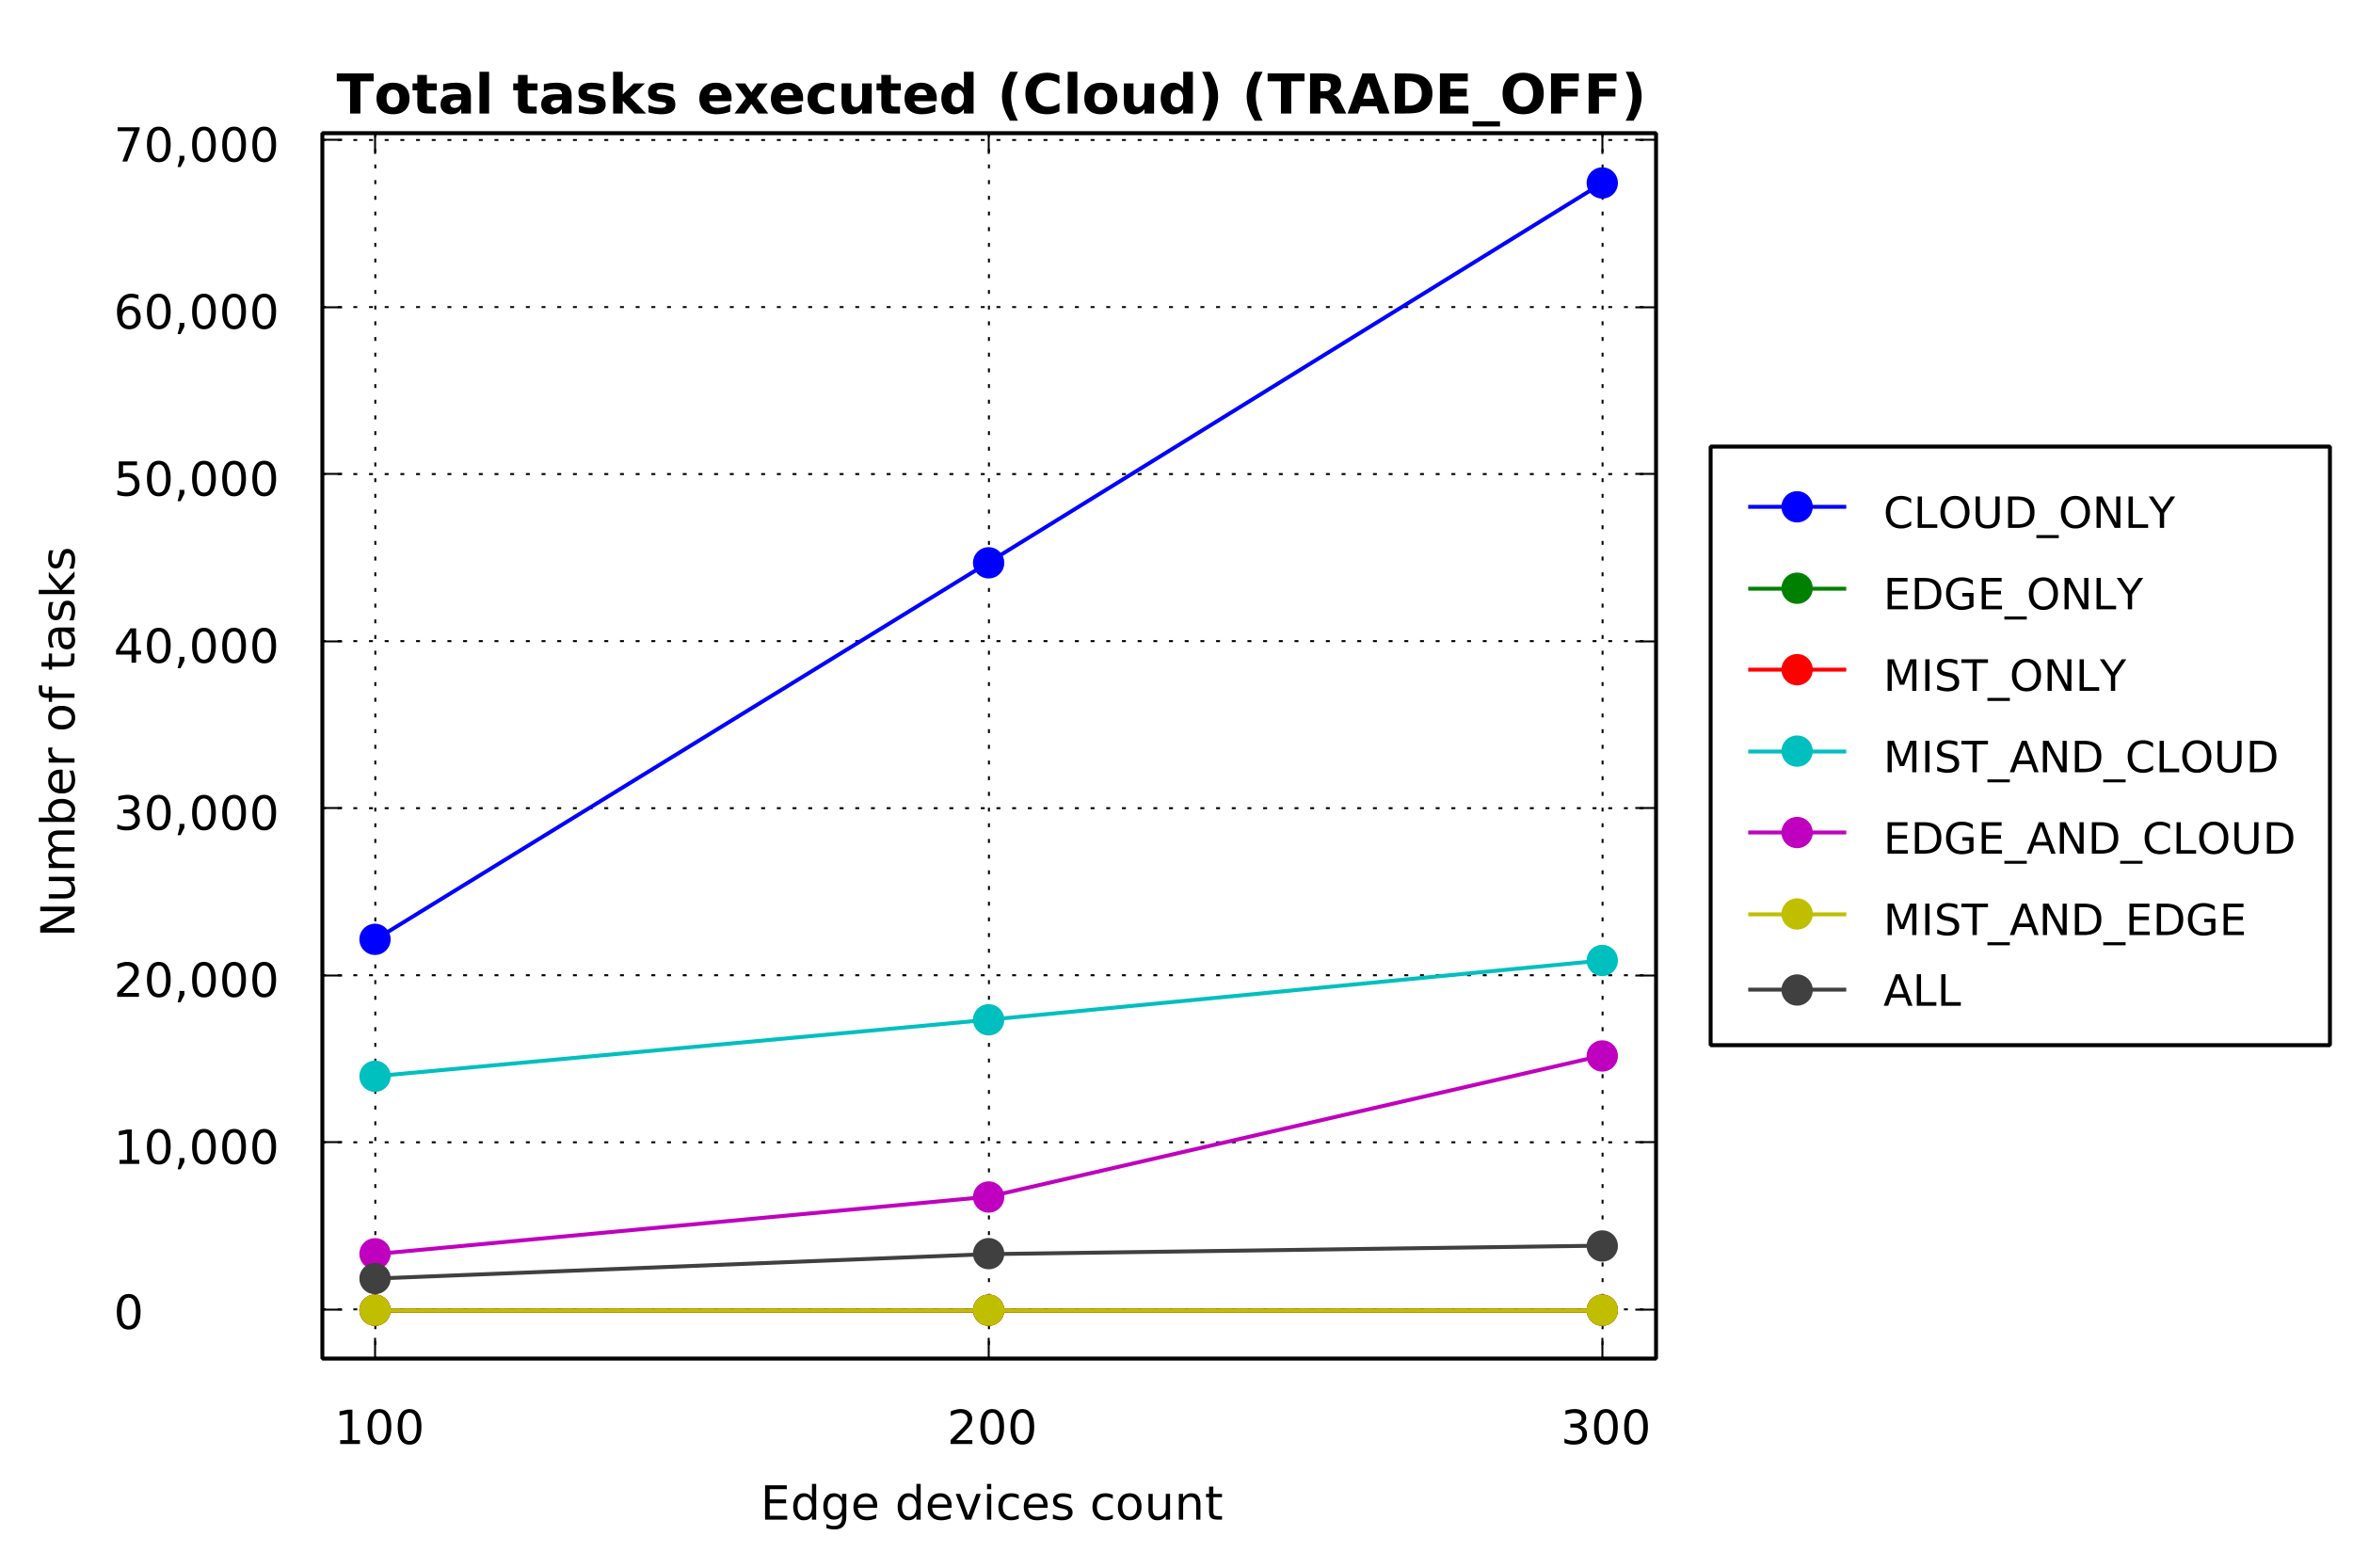 Total tasks executed (Cloud) (TRADE_OFF)
70,000
60,000
50,000
40,000
30,000
20,000
10,000
0
Number of tasks
100
200
300
Edge devices count
CLOUD_ONLY
EDGE_ONLY
MIST_ONLY
MIST_AND_CLOUD
EDGE_AND_CLOUD
MIST_AND_EDGE
ALL